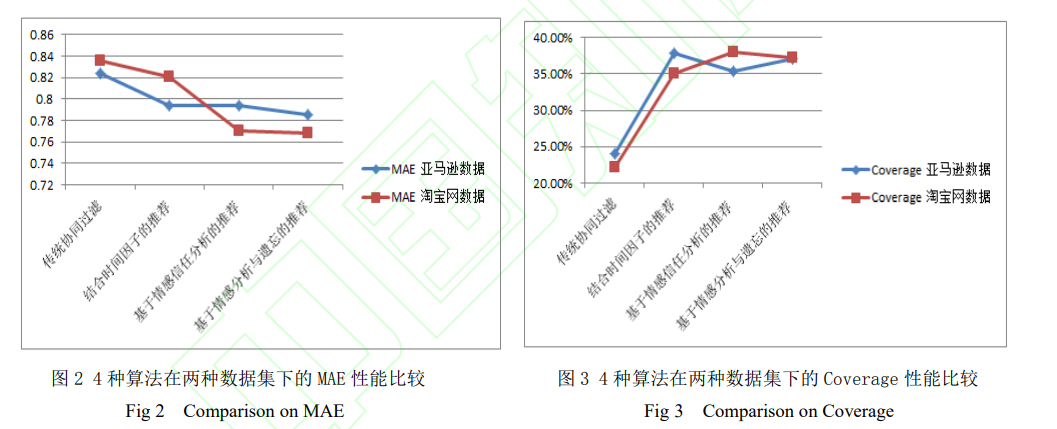 0.86
0.84
0.82
0.8
0.78
0.76
0.74
0.72
传统协同过滤
结合时间因子的推荐
基于情感信任分析的推荐
基于情感分析与遗忘的推荐
MAE 亚马逊数据
MAE 淘宝网数据
图 2 4 种算法在两种数据集下的 MAE 性能比较
Fig 2 Comparison on MAE
40.00%
35.00%
30.00%
25.00%
20.00%
传统协同过滤
结合时间因子的推荐
基于情感信任分析的推荐
基于情感分析与遗忘的推荐
Coverage 亚马逊数据
Coverage 淘宝网数据
图 3 4 种算法在两种数据集下的 Coverage 性能比较
Fig 3 Comparison on Coverage